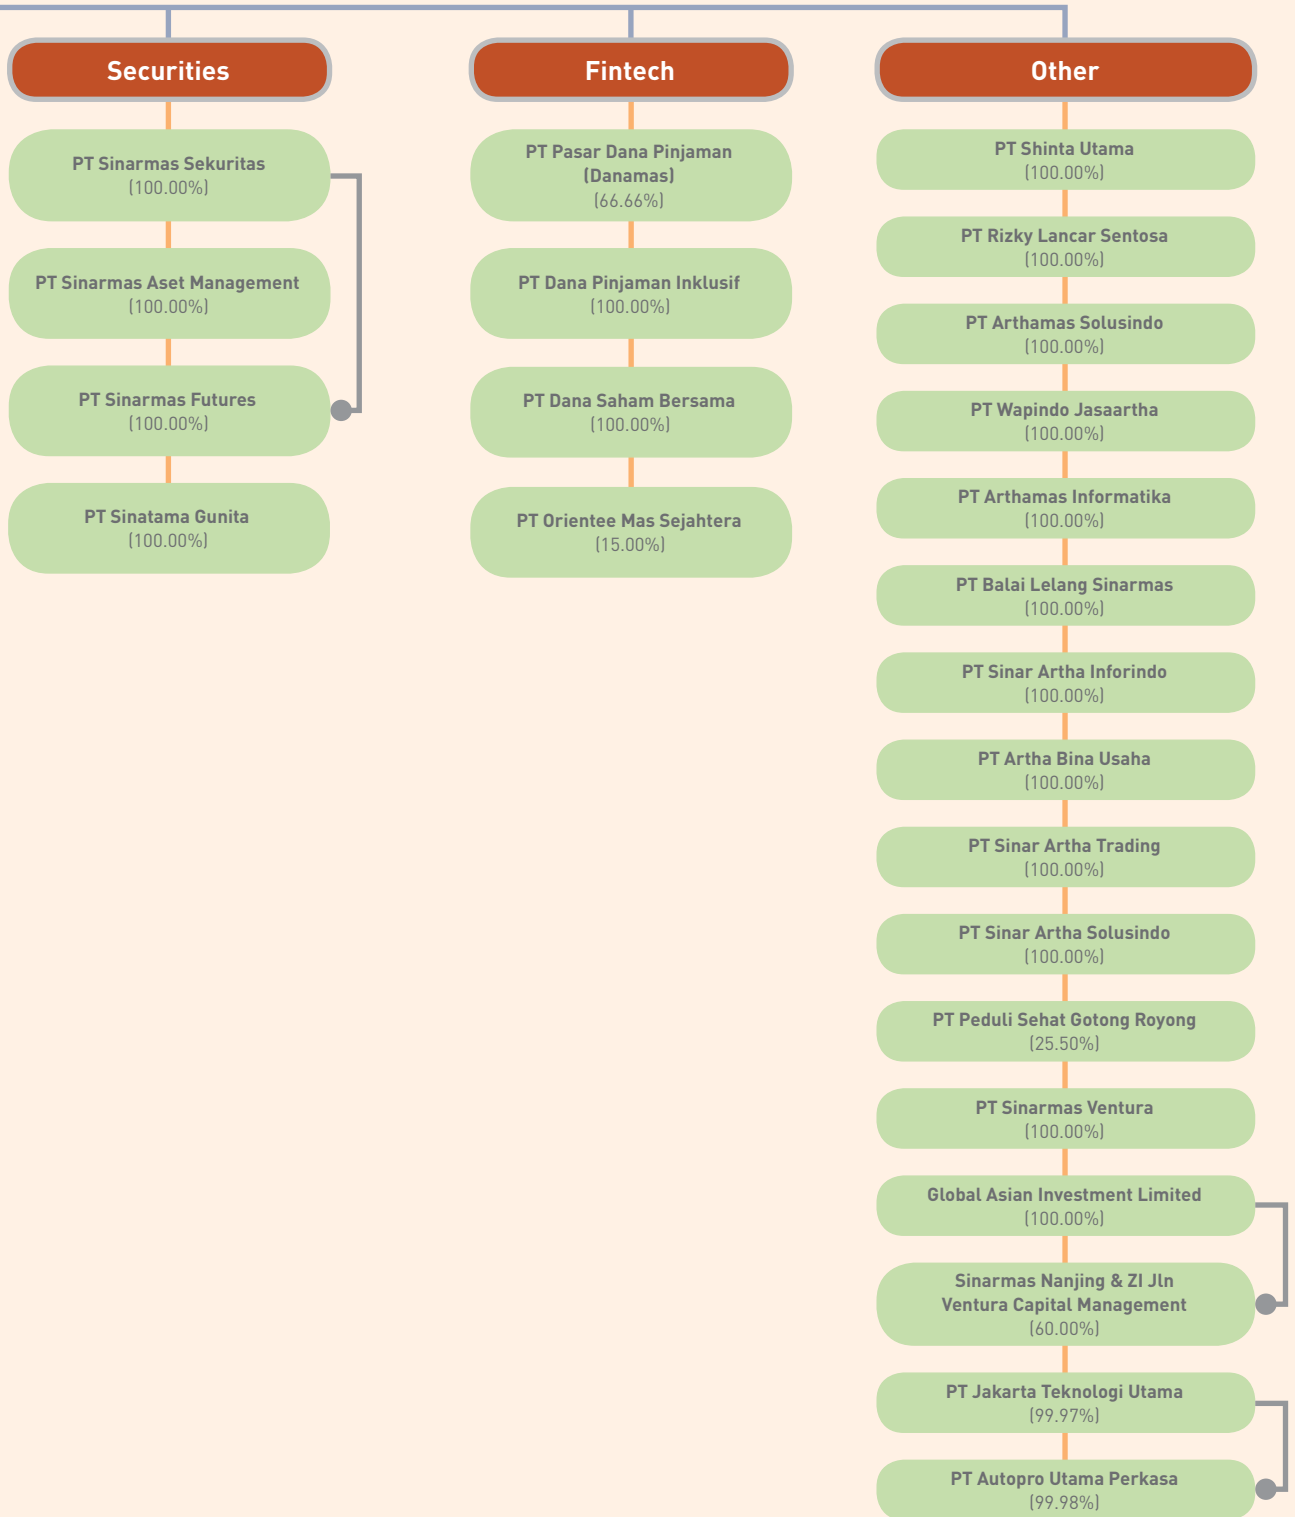 Securities
PT Sinarmas Sekuritas
(100.00%)
PT Sinarmas Aset Management
(100.00%)
PT Sinarmas Futures
(100.00%)
PT Sinatama Gunita
(100.00%)
Fintech
PT Pasar Dana Pinjaman
(Danamas)
(66.66%)
PT Dana Pinjaman Inklusif
(100.00%)
PT Dana Saham Bersama
(100.00%)
PT Orientee Mas Sejahtera
(15.00%)
Other
PT Shinta Utama
(100.00%)
PT Rizky Lancar Sentosa
(100.00%)
PT Arthamas Solusindo
(100.00%)
PT Wapindo Jasaartha
(100.00%)
PT Arthamas Informatika
(100.00%)
PT Balai Lelang Sinarmas
(100.00%)
PT Sinar Artha Inforindo
(100.00%)
PT Artha Bina Usaha
(100.00%)
PT Sinar Artha Trading
(100.00%)
PT Sinar Artha Solusindo
(100.00%)
PT Peduli Sehat Gotong Royong
(25.50%)
PT Sinarmas Ventura
(100.00%)
Global Asian Investment Limited
(100.00%)
Sinarmas Nanjing & ZI Jln
Ventura Capital Management
(60.00%)
PT Jakarta Teknologi Utama
(99.97%)
PT Autopro Utama Perkasa
(99.98%)